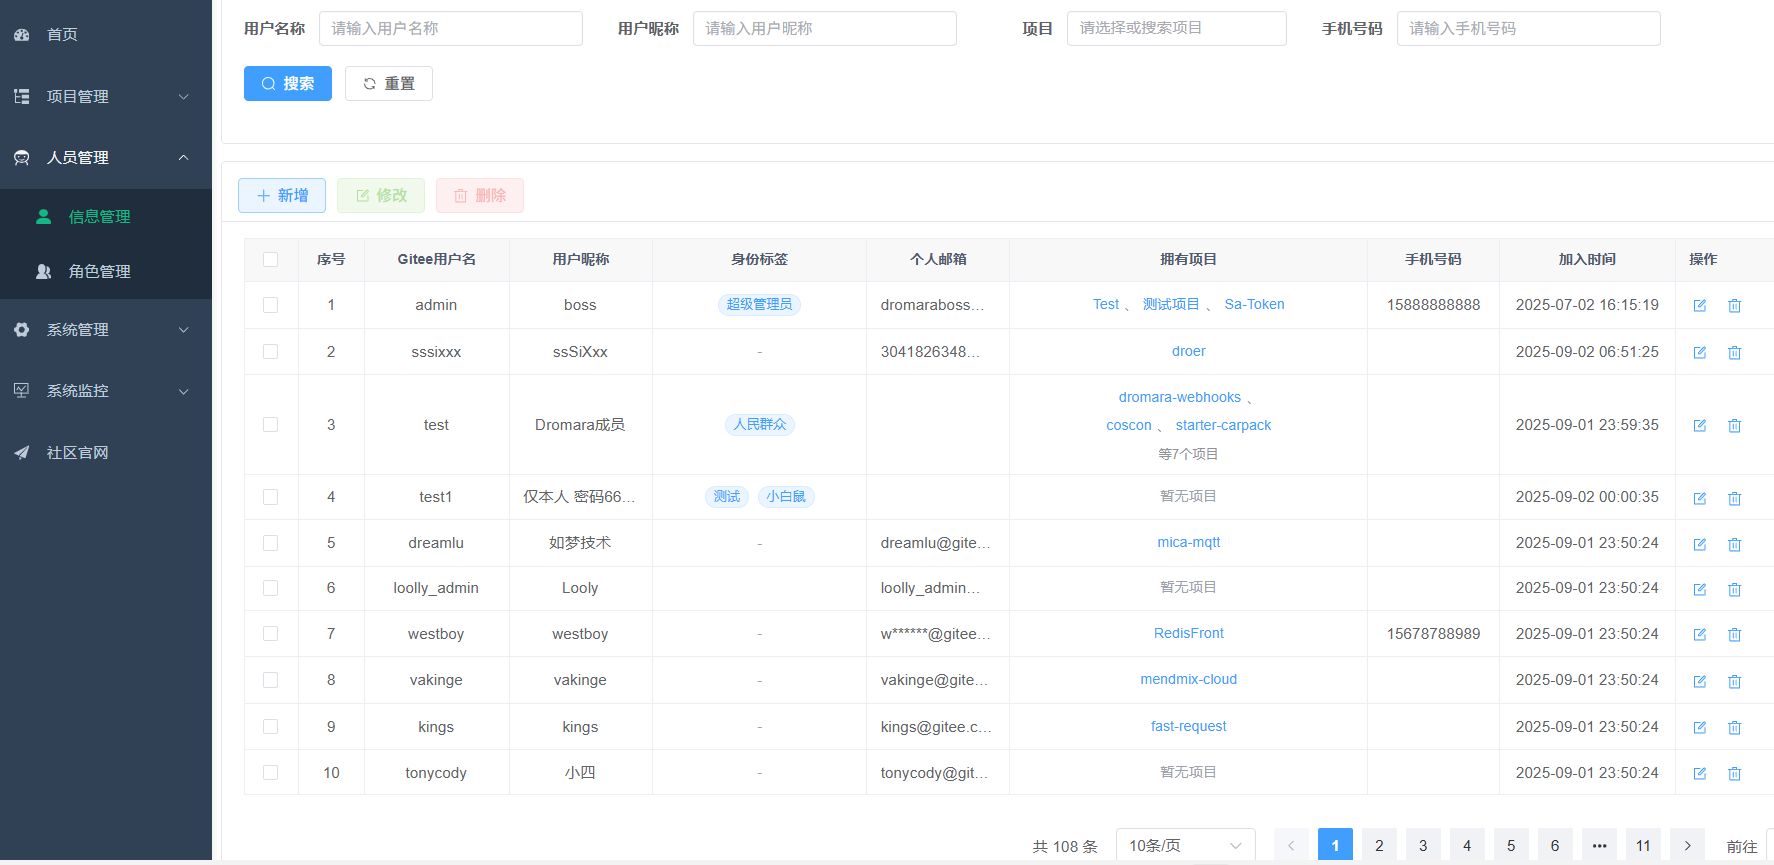 首页
项目管理
人员管理
信息管理
角色管理
系统管理
系统监控
社区官网
用户名称 请输入用户名称 用户昵称 请输入用户昵称 项目 请选择或搜索项目 手机号码 请输入手机号码
搜索 重置
新增 修改 删除
序号 Gitee用户名 用户昵称 身份标签 个人邮箱 拥有项目 手机号码 加入时间 操作
1 admin boss 超级管理员 dromaraboss... Test 、 测试项目 、 Sa-Token 15888888888 2025-07-02 16:15:19
2 sssixxx ssSiXxx - 3041826348... droer 2025-09-02 06:51:25
3 test Dromara成员 人民群众 dromara-webhooks 、
coscon 、 starter-carpack
等7个项目 2025-09-01 23:59:35
4 test1 仅本人 密码66... 测试 小白鼠 暂无项目 2025-09-02 00:00:35
5 dreamlu 如梦技术 - dreamlu@gite... mica-mqtt 2025-09-01 23:50:24
6 loolly_admin Looly - loolly_admin... 暂无项目 2025-09-01 23:50:24
7 westboy westboy - w******@gitee... RedisFront 15678788989 2025-09-01 23:50:24
8 vakinge vakinge - vakinge@gite... mendmix-cloud 2025-09-01 23:50:24
9 kings kings - kings@gitee.c... fast-request 2025-09-01 23:50:24
10 tonycody 小四 - tonycody@git... 暂无项目 2025-09-01 23:50:24
共 108 条 10条/页 1 2 3 4 5 6 ... 11 前往